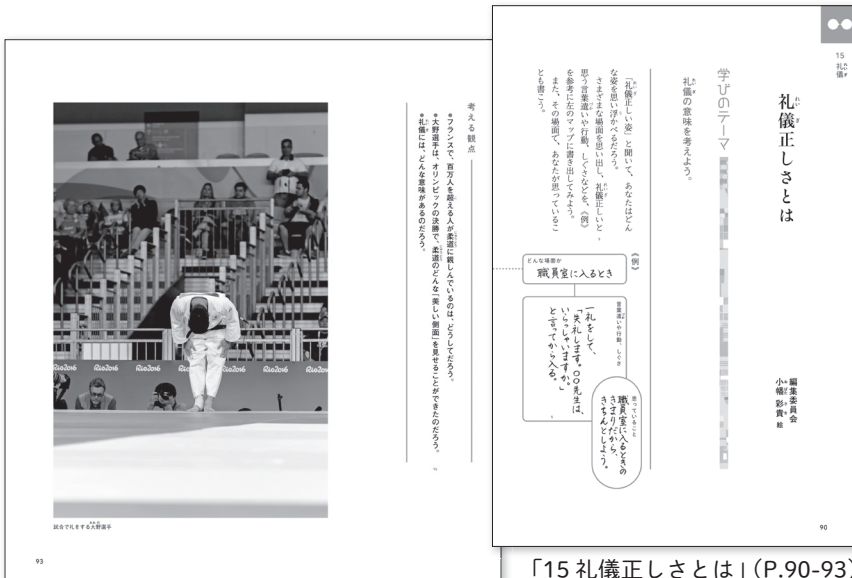 15
礼儀
礼儀正しさとは
編集委員会
小幡 彩貴 絵
学びのテーマ
礼儀の意味を考えよう。
「礼儀正しい姿」と聞いて、あなたはどん
な姿を思い浮かべるだろう。
さまざまな場面を思い出し、礼儀正しいと
思う言葉遣いや行動、しぐさなどを、《例》
を参考に左のマップに書き出してみよう。
また、その場面で、あなたが思っているこ
とも書こう。
《例》
どんな場面か
職員室に入るとき
言葉遣いや行動、しぐさ
一礼をして、
「失礼します。〇〇先生は、
いらっしゃいますか。」
と言ってから入る。
思っていること
職員室に入るときの
きまりだから、
きちんとしよう。
90
考える観点
●フランスで、百万人を超える人が柔道に親しんでいるのは、どうしてだろう。
●大野選手は、オリンピックの決勝で、柔道のどんな「美しい側面」を見せることができたのだろう。
●礼儀には、どんな意味があるのだろう。
Rio2016 Rio2016 Rio2016 Rio2016 Rio2016
試合で礼をする大野選手
93
「15 礼儀正しさとは」(P.90-93)